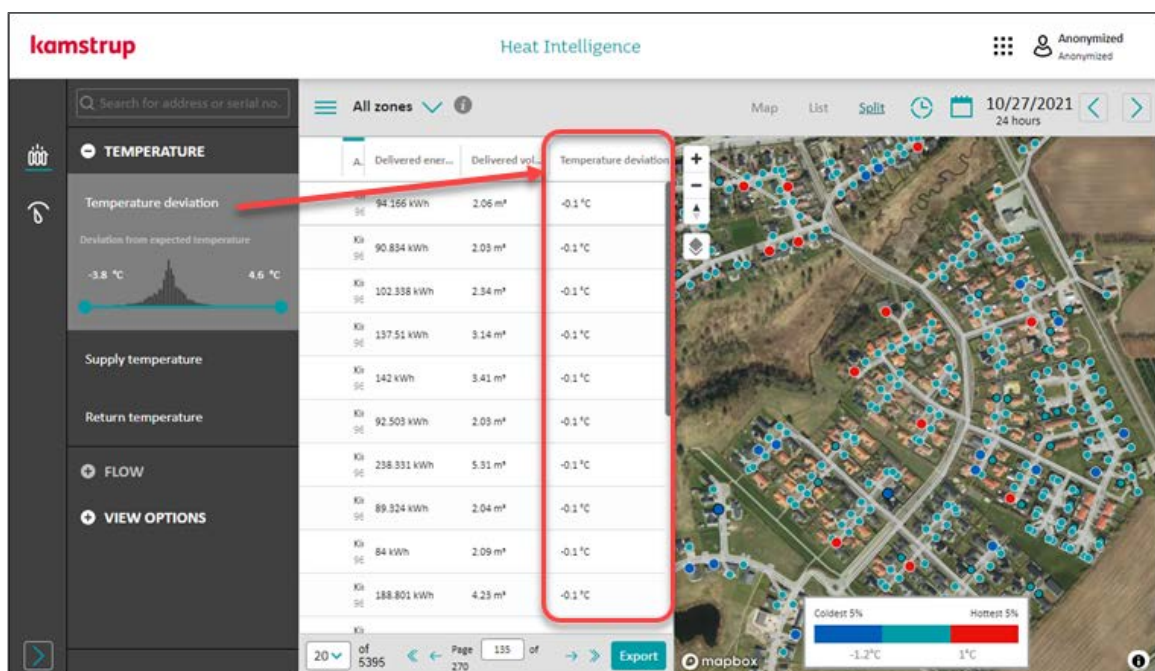 kamstrup
Heat Intelligence
Anonymized
Anonymized
Search for address or serial no.
All zones
Map List Split
10/27/2021
24 hours
TEMPERATURE
Temperature deviation
Deviation from expected temperature
-3.8 °C 4.6 °C
Supply temperature
Return temperature
FLOW
VIEW OPTIONS
A. Delivered ener... Delivered vol... Temperature deviation
94.166 kWh 2.06 m³ -0.1 °C
90.834 kWh 2.03 m³ -0.1 °C
102.338 kWh 2.34 m³ -0.1 °C
137.51 kWh 3.14 m³ -0.1 °C
142 kWh 3.41 m³ -0.1 °C
92.503 kWh 2.03 m³ -0.1 °C
238.331 kWh 5.31 m³ -0.1 °C
89.324 kWh 2.04 m³ -0.1 °C
84 kWh 2.09 m³ -0.1 °C
188.801 kWh 4.23 m³ -0.1 °C
20 of 5395
Page 135 of 270
Export
mapbox
Coldest 5% Hottest 5%
-1.2°C 1°C